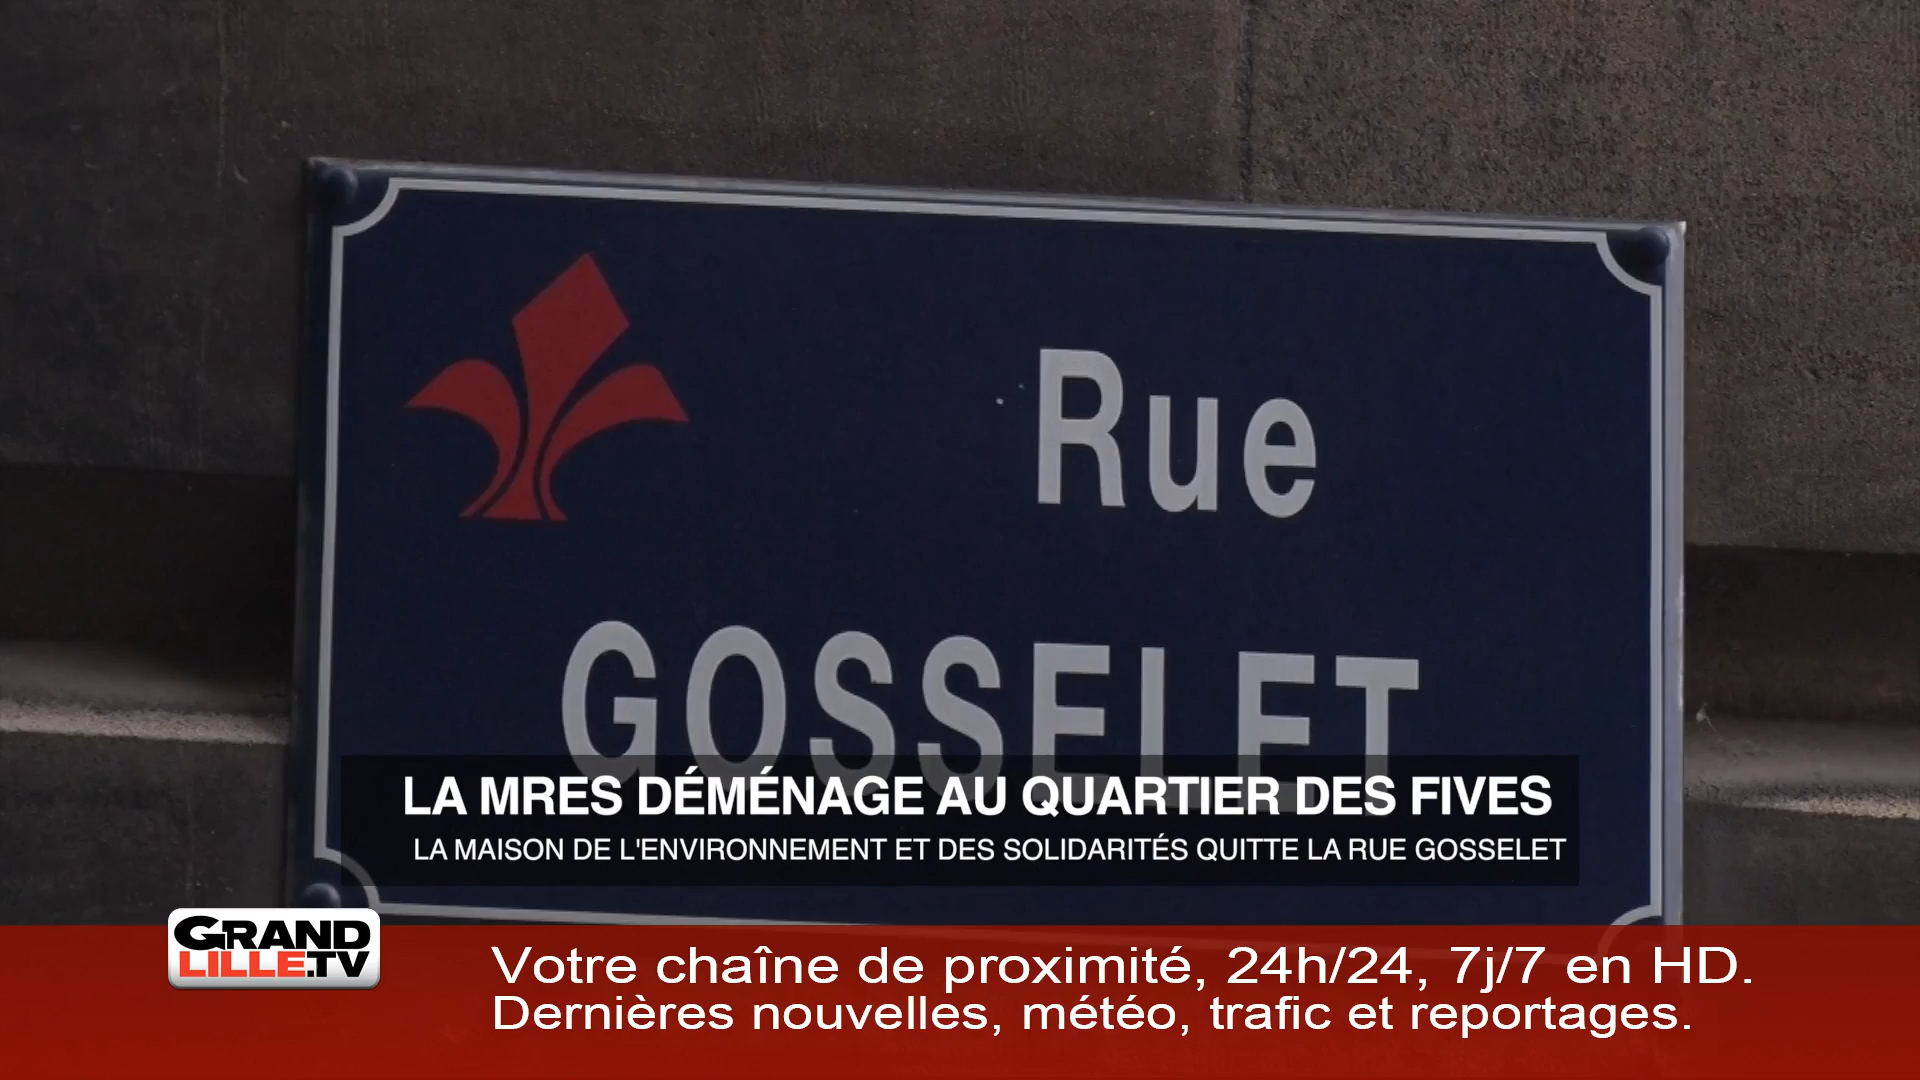 Rue
GOSSELET
LA MRES DÉMÉNAGE AU QUARTIER DES FIVES
LA MAISON DE L'ENVIRONNEMENT ET DES SOLIDARITÉS QUITTE LA RUE GOSSELET
GRAND
LILLE.TV
Votre chaîne de proximité, 24h/24, 7j/7 en HD.
Dernières nouvelles, météo, trafic et reportages.